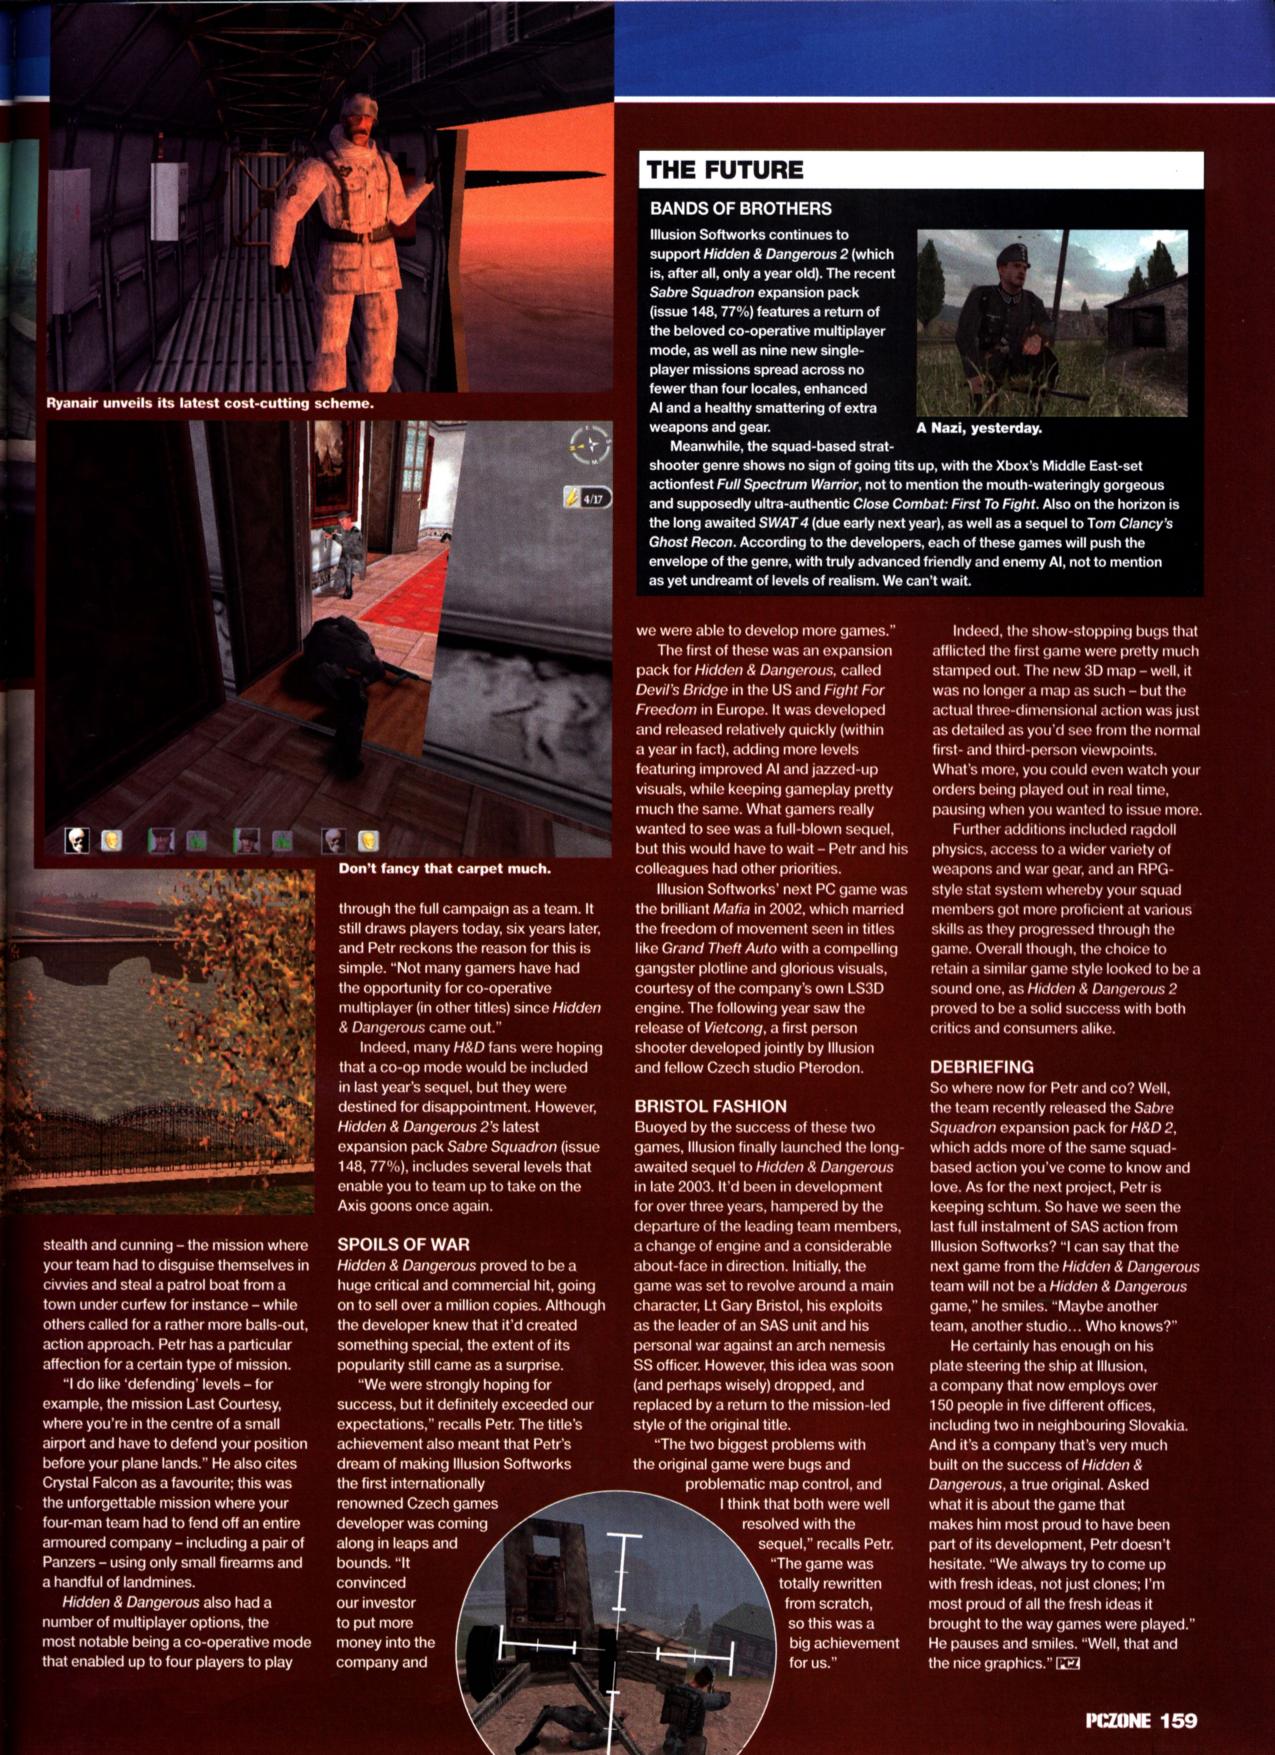 Ryanair unveils its latest cost-cutting scheme.
4/17
Don't fancy that carpet much.
stealth and cunning – the mission where
your team had to disguise themselves in
civvies and steal a patrol boat from a
town under curfew for instance – while
others called for a rather more balls-out,
action approach. Petr has a particular
affection for a certain type of mission.
"I do like 'defending' levels – for
example, the mission Last Courtesy,
where you're in the centre of a small
airport and have to defend your position
before your plane lands." He also cites
Crystal Falcon as a favourite; this was
the unforgettable mission where your
four-man team had to fend off an entire
armoured company – including a pair of
Panzers – using only small firearms and
a handful of landmines.
Hidden & Dangerous also had a
number of multiplayer options, the
most notable being a co-operative mode
that enabled up to four players to play
through the full campaign as a team. It
still draws players today, six years later,
and Petr reckons the reason for this is
simple. "Not many gamers have had
the opportunity for co-operative
multiplayer (in other titles) since Hidden
& Dangerous came out."
Indeed, many H&D fans were hoping
that a co-op mode would be included
in last year's sequel, but they were
destined for disappointment. However,
Hidden & Dangerous 2's latest
expansion pack Sabre Squadron (issue
148, 77%), includes several levels that
enable you to team up to take on the
Axis goons once again.
SPOILS OF WAR
Hidden & Dangerous proved to be a
huge critical and commercial hit, going
on to sell over a million copies. Although
the developer knew that it'd created
something special, the extent of its
popularity still came as a surprise.
"We were strongly hoping for
success, but it definitely exceeded our
expectations," recalls Petr. The title's
achievement also meant that Petr's
dream of making Illusion Softworks
the first internationally
renowned Czech games
developer was coming
along in leaps and
bounds. "It
convinced
our investor
to put more
money into the
company and
THE FUTURE
BANDS OF BROTHERS
Illusion Softworks continues to
support Hidden & Dangerous 2 (which
is, after all, only a year old). The recent
Sabre Squadron expansion pack
(issue 148, 77%) features a return of
the beloved co-operative multiplayer
mode, as well as nine new single-
player missions spread across no
fewer than four locales, enhanced
AI and a healthy smattering of extra
weapons and gear.
Meanwhile, the squad-based strat-
shooter genre shows no sign of going tits up, with the Xbox's Middle East-set
actionfest Full Spectrum Warrior, not to mention the mouth-wateringly gorgeous
and supposedly ultra-authentic Close Combat: First To Fight. Also on the horizon is
the long awaited SWAT 4 (due early next year), as well as a sequel to Tom Clancy's
Ghost Recon. According to the developers, each of these games will push the
envelope of the genre, with truly advanced friendly and enemy AI, not to mention
as yet undreamt of levels of realism. We can't wait.
A Nazi, yesterday.
we were able to develop more games."
The first of these was an expansion
pack for Hidden & Dangerous, called
Devil's Bridge in the US and Fight For
Freedom in Europe. It was developed
and released relatively quickly (within
a year in fact), adding more levels
featuring improved AI and jazzed-up
visuals, while keeping gameplay pretty
much the same. What gamers really
wanted to see was a full-blown sequel,
but this would have to wait – Petr and his
colleagues had other priorities.
Illusion Softworks' next PC game was
the brilliant Mafia in 2002, which married
the freedom of movement seen in titles
like Grand Theft Auto with a compelling
gangster plotline and glorious visuals,
courtesy of the company's own LS3D
engine. The following year saw the
release of Vietcong, a first person
shooter developed jointly by Illusion
and fellow Czech studio Pterodon.
BRISTOL FASHION
Buoyed by the success of these two
games, Illusion finally launched the long-
awaited sequel to Hidden & Dangerous
in late 2003. It'd been in development
for over three years, hampered by the
departure of the leading team members,
a change of engine and a considerable
about-face in direction. Initially, the
game was set to revolve around a main
character, Lt Gary Bristol, his exploits
as the leader of an SAS unit and his
personal war against an arch nemesis
SS officer. However, this idea was soon
(and perhaps wisely) dropped, and
replaced by a return to the mission-led
style of the original title.
"The two biggest problems with
the original game were bugs and
problematic map control, and
I think that both were well
resolved with the
sequel," recalls Petr.
"The game was
totally rewritten
from scratch,
so this was a
big achievement
for us."
Indeed, the show-stopping bugs that
afflicted the first game were pretty much
stamped out. The new 3D map – well, it
was no longer a map as such – but the
actual three-dimensional action was just
as detailed as you'd see from the normal
first- and third-person viewpoints.
What's more, you could even watch your
orders being played out in real time,
pausing when you wanted to issue more.
Further additions included ragdoll
physics, access to a wider variety of
weapons and war gear, and an RPG-
style stat system whereby your squad
members got more proficient at various
skills as they progressed through the
game. Overall though, the choice to
retain a similar game style looked to be a
sound one, as Hidden & Dangerous 2
proved to be a solid success with both
critics and consumers alike.
DEBRIEFING
So where now for Petr and co? Well,
the team recently released the Sabre
Squadron expansion pack for H&D 2,
which adds more of the same squad-
based action you've come to know and
love. As for the next project, Petr is
keeping schtum. So have we seen the
last full instalment of SAS action from
Illusion Softworks? "I can say that the
next game from the Hidden & Dangerous
team will not be a Hidden & Dangerous
game," he smiles. "Maybe another
team, another studio... Who knows?"
He certainly has enough on his
plate steering the ship at Illusion,
a company that now employs over
150 people in five different offices,
including two in neighbouring Slovakia.
And it's a company that's very much
built on the success of Hidden &
Dangerous, a true original. Asked
what it is about the game that
makes him most proud to have been
part of its development, Petr doesn't
hesitate. "We always try to come up
with fresh ideas, not just clones; I'm
most proud of all the fresh ideas it
brought to the way games were played."
He pauses and smiles. "Well, that and
the nice graphics." PCZ
PCZONE 159